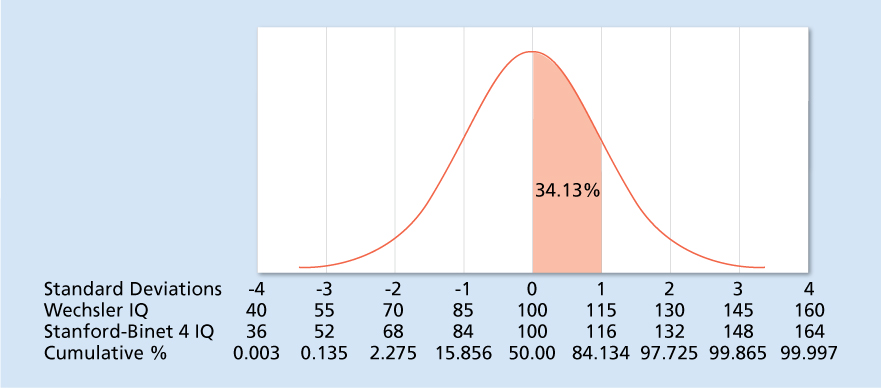 34.13%
Standard Deviations -4 -3 -2 -1 0 1 2 3 4
Wechsler IQ 40 55 70 85 100 115 130 145 160
Stanford-Binet 4 IQ 36 52 68 84 100 116 132 148 164
Cumulative % 0.003 0.135 2.275 15.856 50.00 84.134 97.725 99.865 99.997